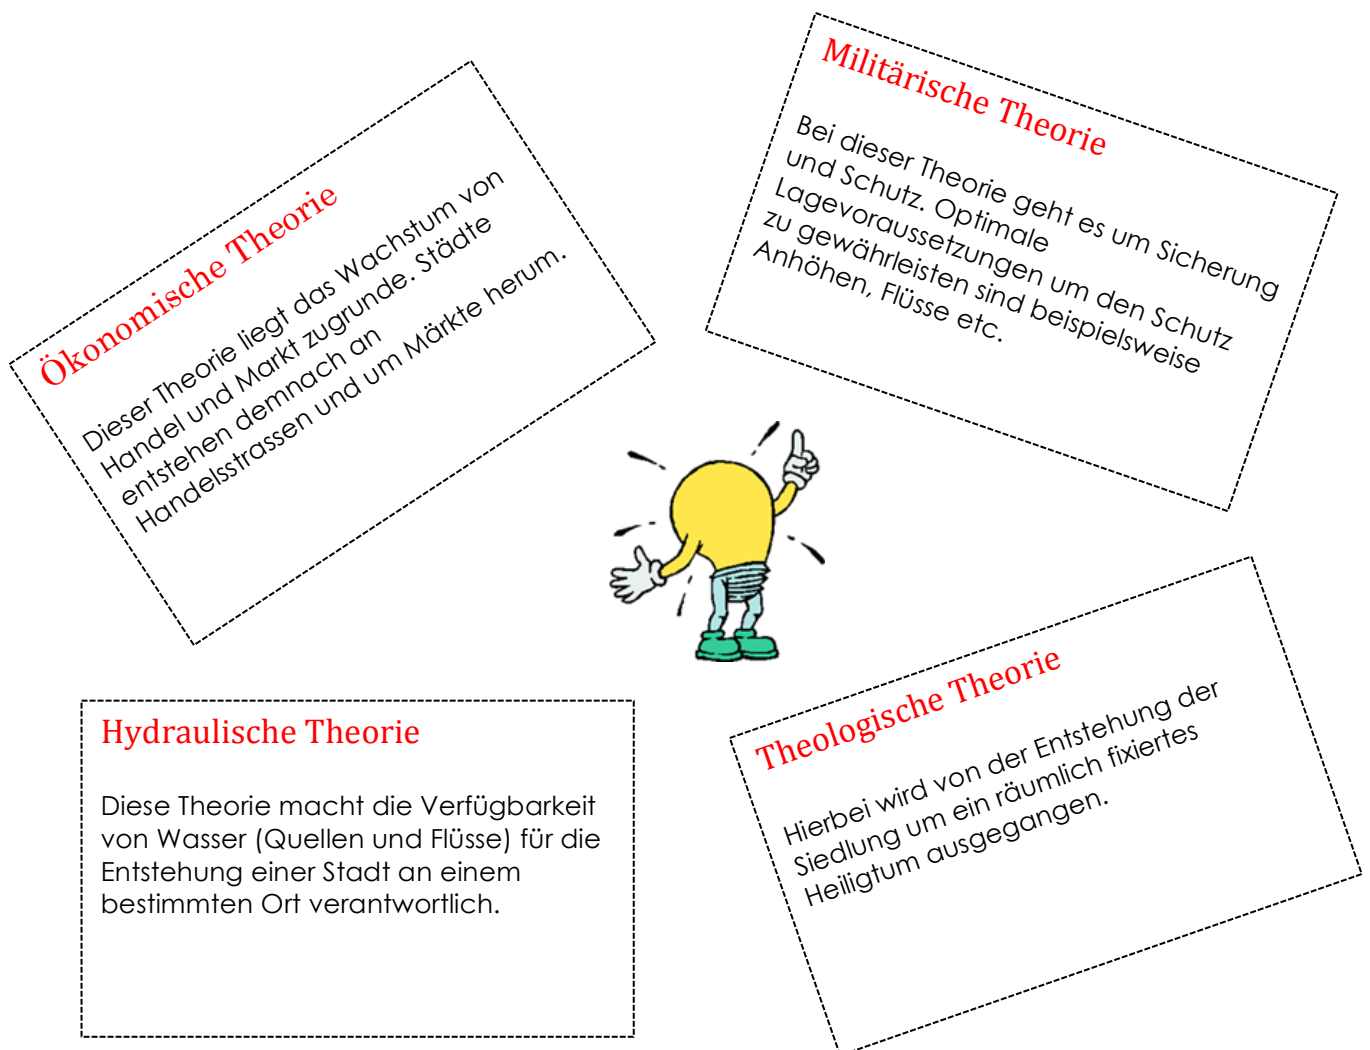 Ökonomische Theorie
Dieser Theorie liegt das Wachstum von
Handel und Markt zugrunde. Städte
entstehen demnach an
Handelsstrassen und um Märkte herum.
Militärische Theorie
Bei dieser Theorie geht es um Sicherung
und Schutz. Optimale
Lagevoraussetzungen um den Schutz
zu gewährleisten sind beispielsweise
Anhöhen, Flüsse etc.
Hydraulische Theorie
Diese Theorie macht die Verfügbarkeit
von Wasser (Quellen und Flüsse) für die
Entstehung einer Stadt an einem
bestimmten Ort verantwortlich.
Theologische Theorie
Hierbei wird von der Entstehung der
Siedlung um ein räumlich fixiertes
Heiligtum ausgegangen.